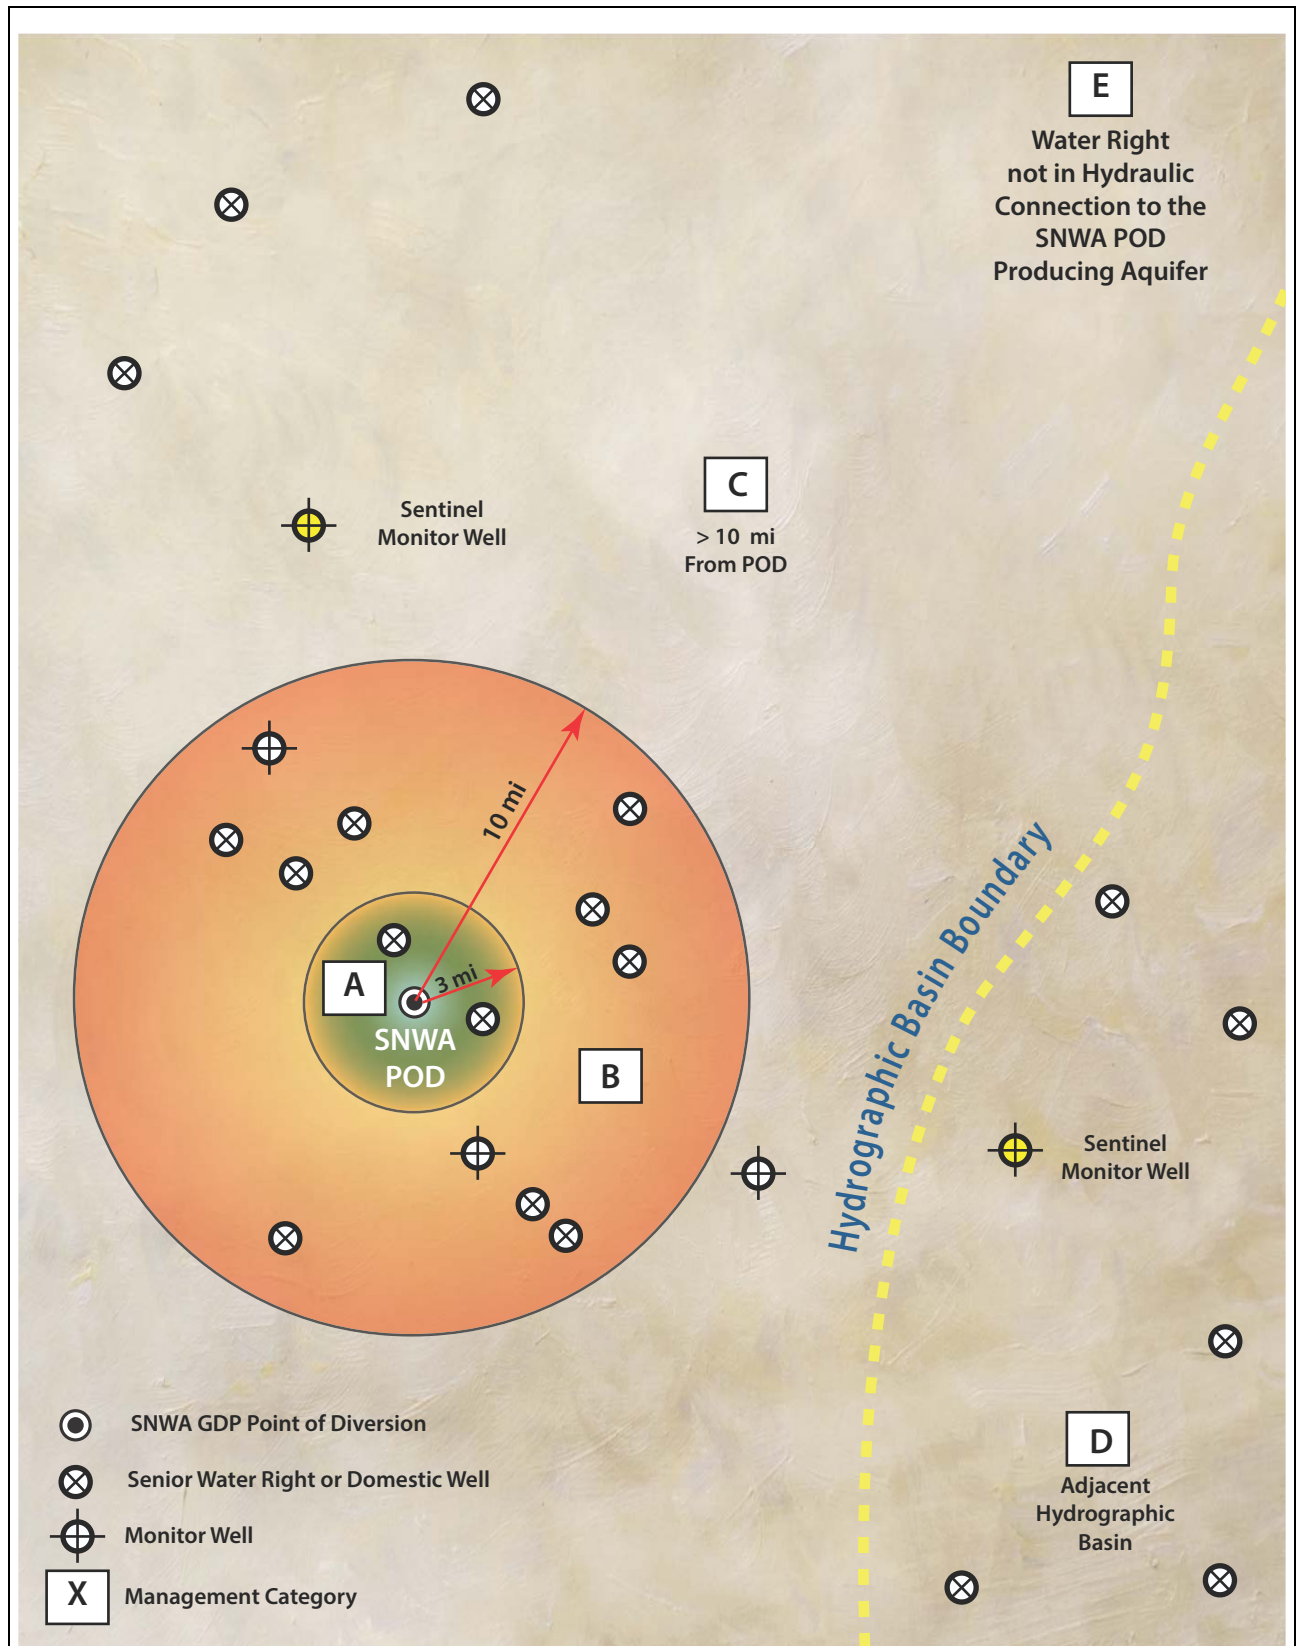 E
Water Right
not in Hydraulic
Connection to the
SNWA POD
Producing Aquifer
Sentinel
Monitor Well
C
> 10 mi
From POD
10 mi
A
3 mi
SNWA
POD
B
Hydrographic Basin Boundary
Sentinel
Monitor Well
D
Adjacent
Hydrographic
Basin
SNWA GDP Point of Diversion
Senior Water Right or Domestic Well
Monitor Well
X
Management Category